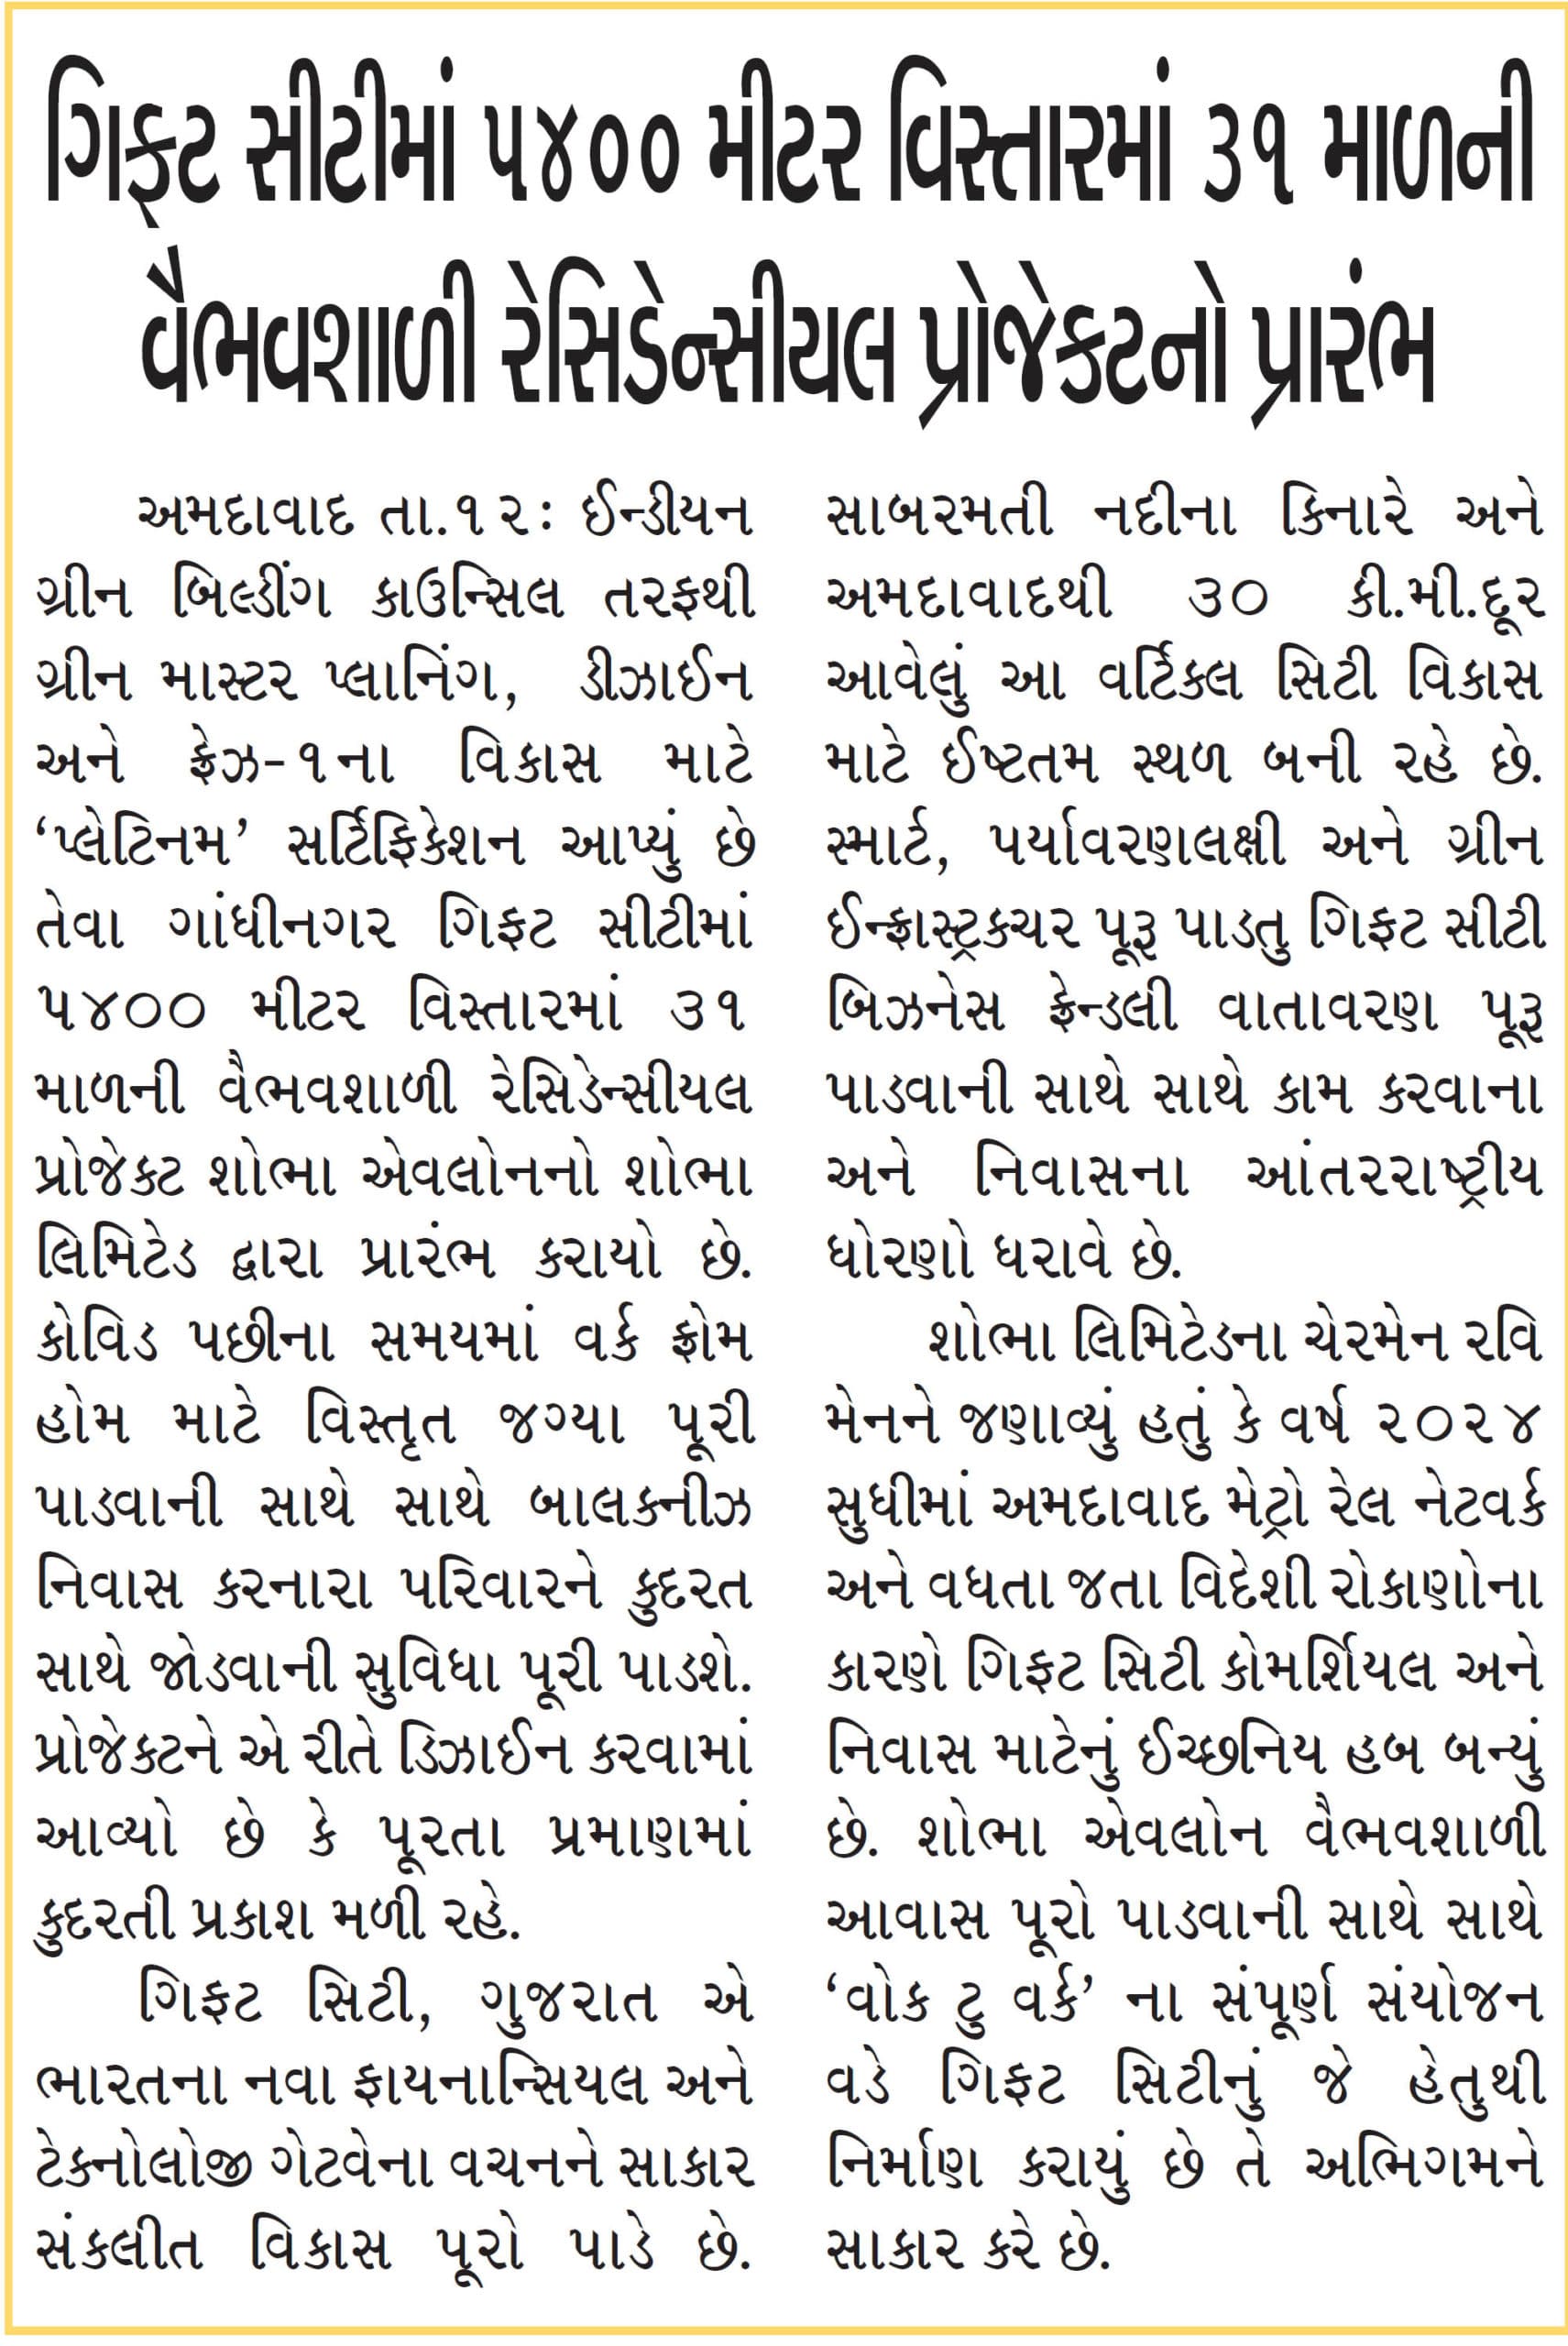 ગિફ્ટ સીટીમાં ૫૪૦૦ મીટર વિસ્તારમાં ૩૧ માળની
વૈભવશાળી રેસિડેન્સીયલ પ્રોજેક્ટનો પ્રારંભ
અમદાવાદ તા.૧૨ઃ ઈન્ડીયન
ગ્રીન બિલ્ડીંગ કાઉન્સિલ તરફથી
ગ્રીન માસ્ટર પ્લાનિંગ, ડીઝાઈન
અને ફ્રેઝ-૧ના વિકાસ માટે
‘પ્લેટિનમ’ સર્ટિફિકેશન આપ્યું છે
તેવા ગાંધીનગર ગિફ્ટ સીટીમાં
૫૪૦૦ મીટર વિસ્તારમાં ૩૧
માળની વૈભવશાળી રેસિડેન્સીયલ
પ્રોજેક્ટ શોભા એવલોનનો શોભા
લિમિટેડ દ્વારા પ્રારંભ કરાયો છે.
કોવિડ પછીના સમયમાં વર્ક ફ્રોમ
હોમ માટે વિસ્તૃત જગ્યા પૂરી
પાડવાની સાથે સાથે બાલક્નીઝ
નિવાસ કરનારા પરિવારને કુદરત
સાથે જોડવાની સુવિધા પૂરી પાડશે.
પ્રોજેક્ટને એ રીતે ડિઝાઈન કરવામાં
આવ્યો છે કે પૂરતા પ્રમાણમાં
કુદરતી પ્રકાશ મળી રહે.
ગિફ્ટ સિટી, ગુજરાત એ
ભારતના નવા ફાયનાન્સિયલ અને
ટેક્નોલોજી ગેટવેના વચનને સાકાર
સંકલીત વિકાસ પૂરો પાડે છે.
સાબરમતી નદીના કિનારે અને
અમદાવાદથી ૩૦ કી.મી.દૂર
આવેલું આ વર્ટિકલ સિટી વિકાસ
માટે ઈષ્ટતમ સ્થળ બની રહે છે.
સ્માર્ટ, પર્યાવરણલક્ષી અને ગ્રીન
ઈન્ફ્રાસ્ટ્રક્ચર પૂરૂ પાડતુ ગિફ્ટ સીટી
બિઝનેસ ફ્રેન્ડલી વાતાવરણ પૂરૂ
પાડવાની સાથે સાથે કામ કરવાના
અને નિવાસના આંતરરાષ્ટ્રીય
ધોરણો ધરાવે છે.
શોભા લિમિટેડના ચેરમેન રવિ
મેનને જણાવ્યું હતું કે વર્ષ ૨૦૨૪
સુધીમાં અમદાવાદ મેટ્રો રેલ નેટવર્ક
અને વધતા જતા વિદેશી રોકાણોના
કારણે ગિફ્ટ સિટી કોમર્શિયલ અને
નિવાસ માટેનું ઈચ્છનિય હબ બન્યું
છે. શોભા એવલોન વૈભવશાળી
આવાસ પૂરો પાડવાની સાથે સાથે
‘વોક ટુ વર્ક’ ના સંપૂર્ણ સંયોજન
વડે ગિફ્ટ સિટીનું જે હેતુથી
નિર્માણ કરાયું છે તે અભિગમને
સાકાર કરે છે.